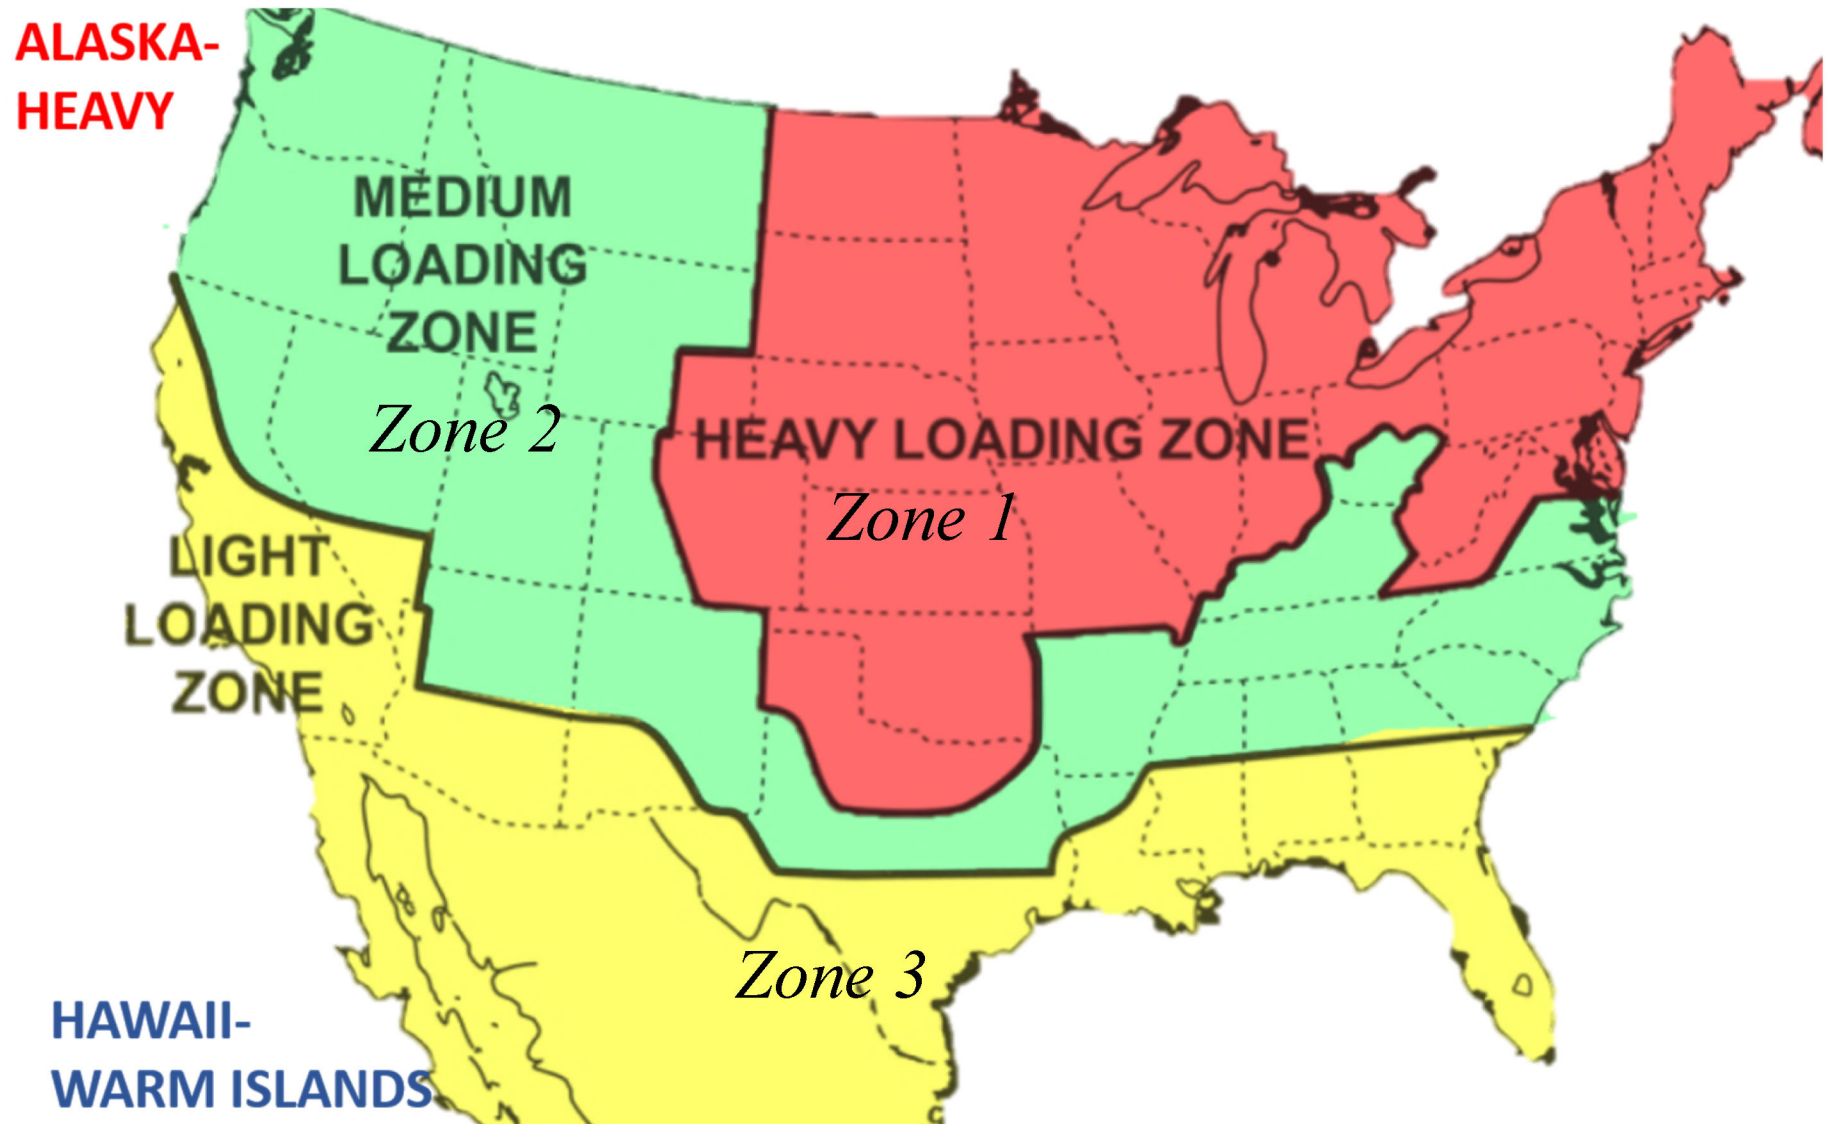 ALASKA-
HEAVY
MEDIUM
LOADING
ZONE
Zone 2
HEAVY LOADING ZONE
Zone 1
LIGHT
LOADING
ZONE
Zone 3
HAWAII-
WARM ISLANDS